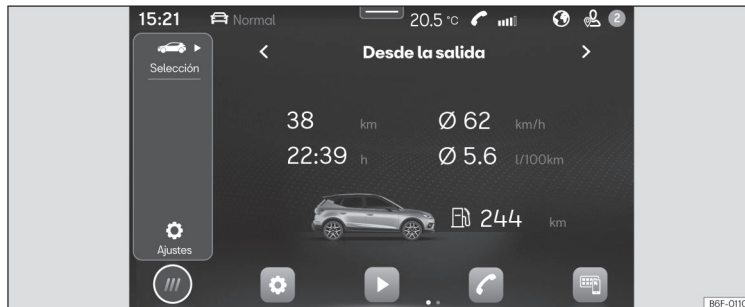 15:21 Normal 20.5 °C 2
Selección
Desde la salida
38 km Ø 62 km/h
22:39 h Ø 5.6 l/100km
244 km
Ajustes
B6F-0110